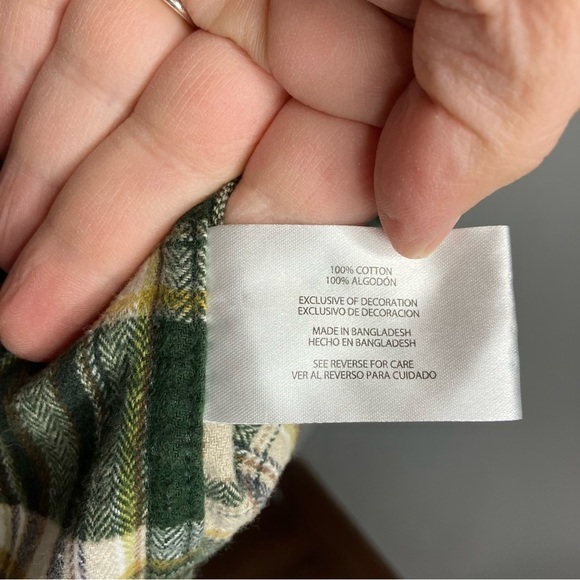 100% COTTON
100% ALGODÓN
EXCLUSIVE OF DECORATION
EXCLUSIVO DE DECORACION
MADE IN BANGLADESH
HECHO EN BANGLADESH
SEE REVERSE FOR CARE
VER AL REVERSO PARA CUIDADO